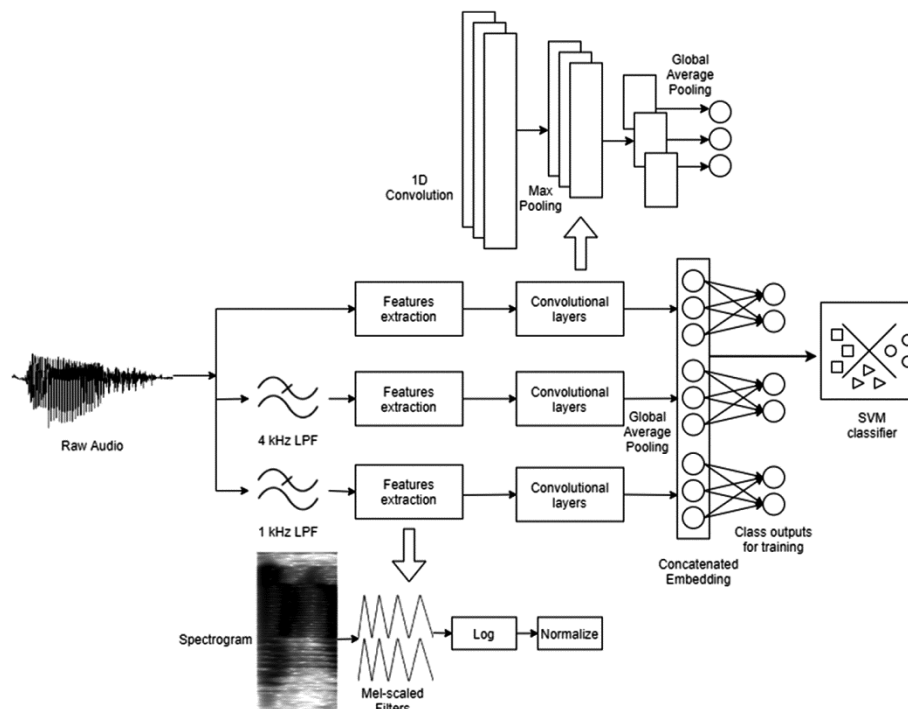 Global
Average
Pooling
1D
Convolution
Max
Pooling
Features
extraction
Convolutional
layers
Raw Audio
4 kHz LPF
Features
extraction
Convolutional
layers
Global
Average
Pooling
SVM
classifier
1 kHz LPF
Features
extraction
Convolutional
layers
Class outputs
for training
Concatenated
Embedding
Spectrogram
Log
Normalize
Mel-scaled
Filters